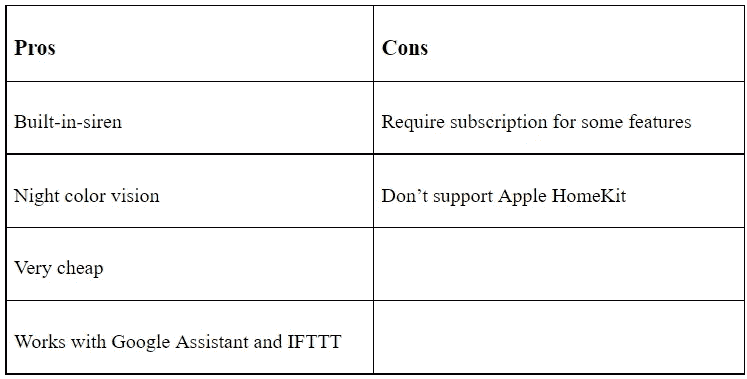 Pros Cons
Built-in-siren Require subscription for some features
Night color vision Don’t support Apple HomeKit
Very cheap
Works with Google Assistant and IFTTT